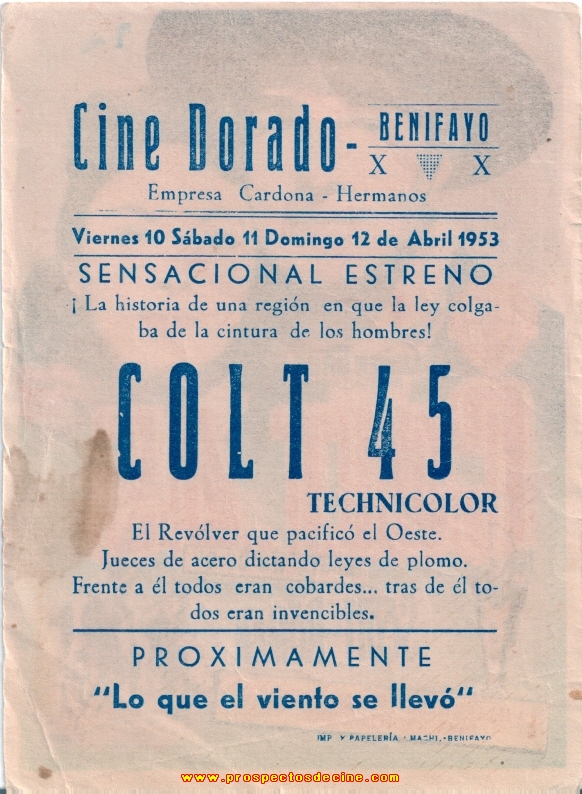 Cine Dorado - BENIFAYO
X X
Empresa Cardona - Hermanos
Viernes 10 Sábado 11 Domingo 12 de Abril 1953
SENSACIONAL ESTRENO
¡ La historia de una región en que la ley colga-
ba de la cintura de los hombres!
COLT 45
TECHNICOLOR
El Revólver que pacificó el Oeste.
Jueces de acero dictando leyes de plomo.
Frente a él todos eran cobardes... tras de él to-
dos eran invencibles.
PROXIMAMENTE
"Lo que el viento se llevó"
IMP Y PAPELERÍA · MACHI.-BENIFAYO
www.prospectosdecine.com